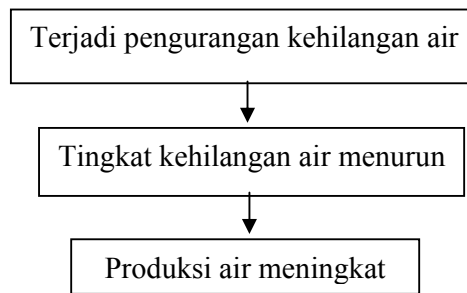 Terjadi pengurangan kehilangan air
Tingkat kehilangan air menurun
Produksi air meningkat